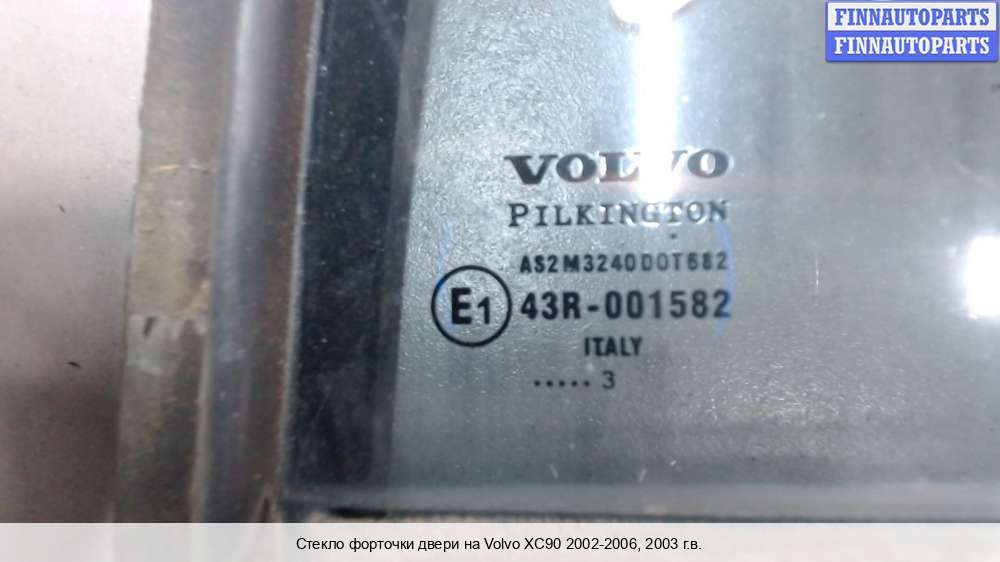 FINNAUTOPARTS
FINNAUTOPARTS
VOLVO
PILKINGTON
AS2M3240DOT682
E1 43R-001582
ITALY
..... 3
Стекло форточки двери на Volvo XC90 2002-2006, 2003 г.в.